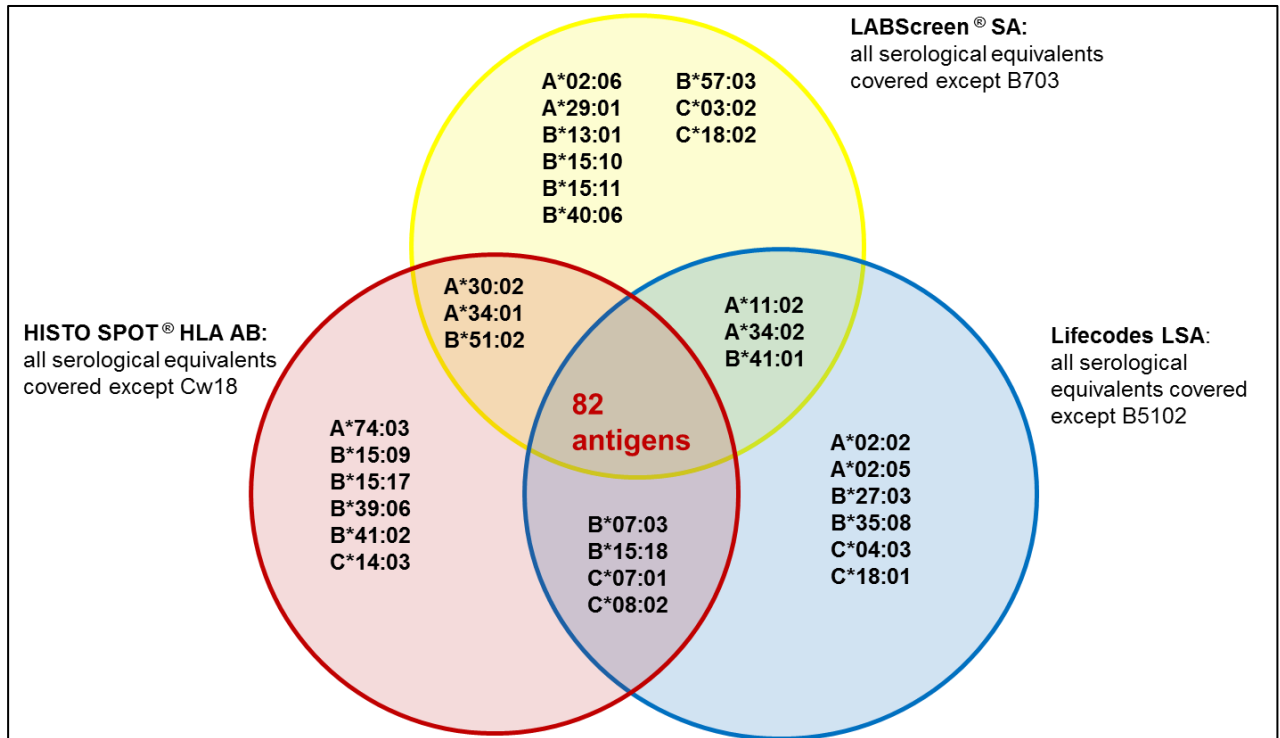 LABScreen ® SA:
all serological equivalents
covered except B703
A*02:06
A*29:01
B*13:01
B*15:10
B*15:11
B*40:06
B*57:03
C*03:02
C*18:02
A*30:02
A*34:01
B*51:02
A*11:02
A*34:02
B*41:01
HISTO SPOT ® HLA AB:
all serological equivalents
covered except Cw18
Lifecodes LSA:
all serological
equivalents covered
except B5102
82
antigens
A*74:03
B*15:09
B*15:17
B*39:06
B*41:02
C*14:03
B*07:03
B*15:18
C*07:01
C*08:02
A*02:02
A*02:05
B*27:03
B*35:08
C*04:03
C*18:01